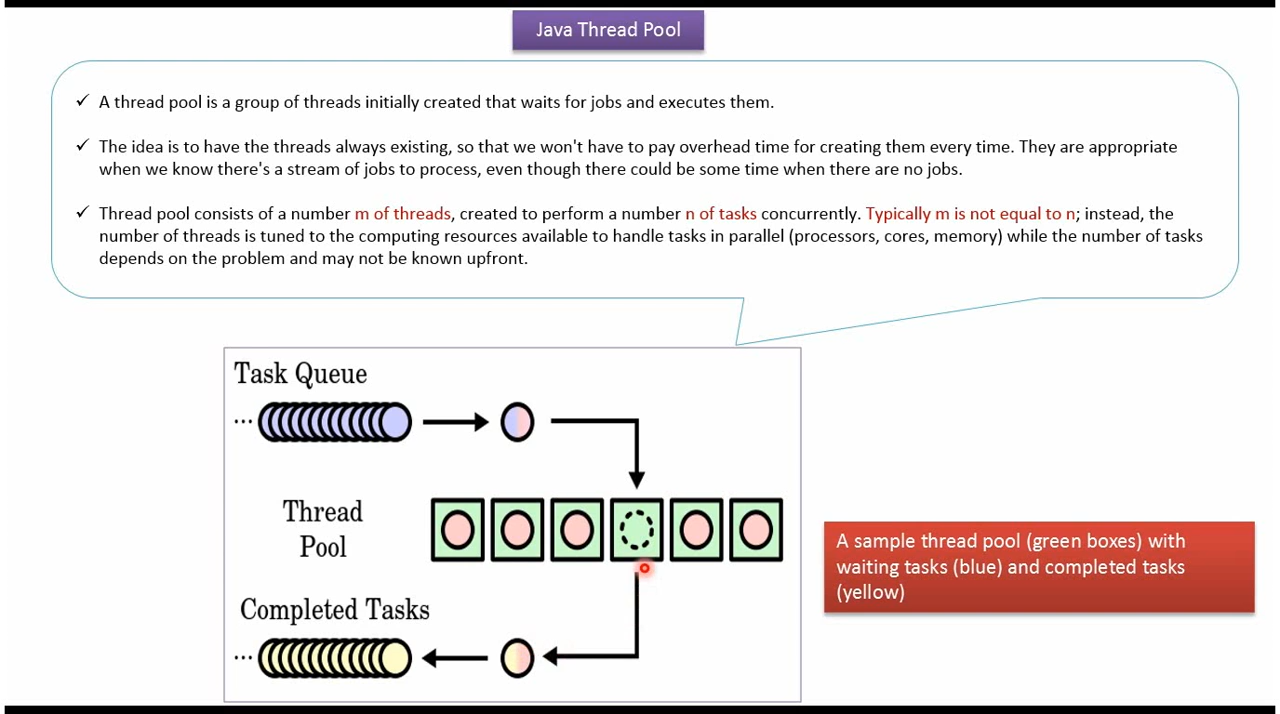 Java Thread Pool
✓ A thread pool is a group of threads initially created that waits for jobs and executes them.
✓ The idea is to have the threads always existing, so that we won't have to pay overhead time for creating them every time. They are appropriate
when we know there's a stream of jobs to process, even though there could be some time when there are no jobs.
✓ Thread pool consists of a number m of threads, created to perform a number n of tasks concurrently. Typically m is not equal to n; instead, the
number of threads is tuned to the computing resources available to handle tasks in parallel (processors, cores, memory) while the number of tasks
depends on the problem and may not be known upfront.
Task Queue
...
Thread
Pool
Completed Tasks
...
A sample thread pool (green boxes) with
waiting tasks (blue) and completed tasks
(yellow)